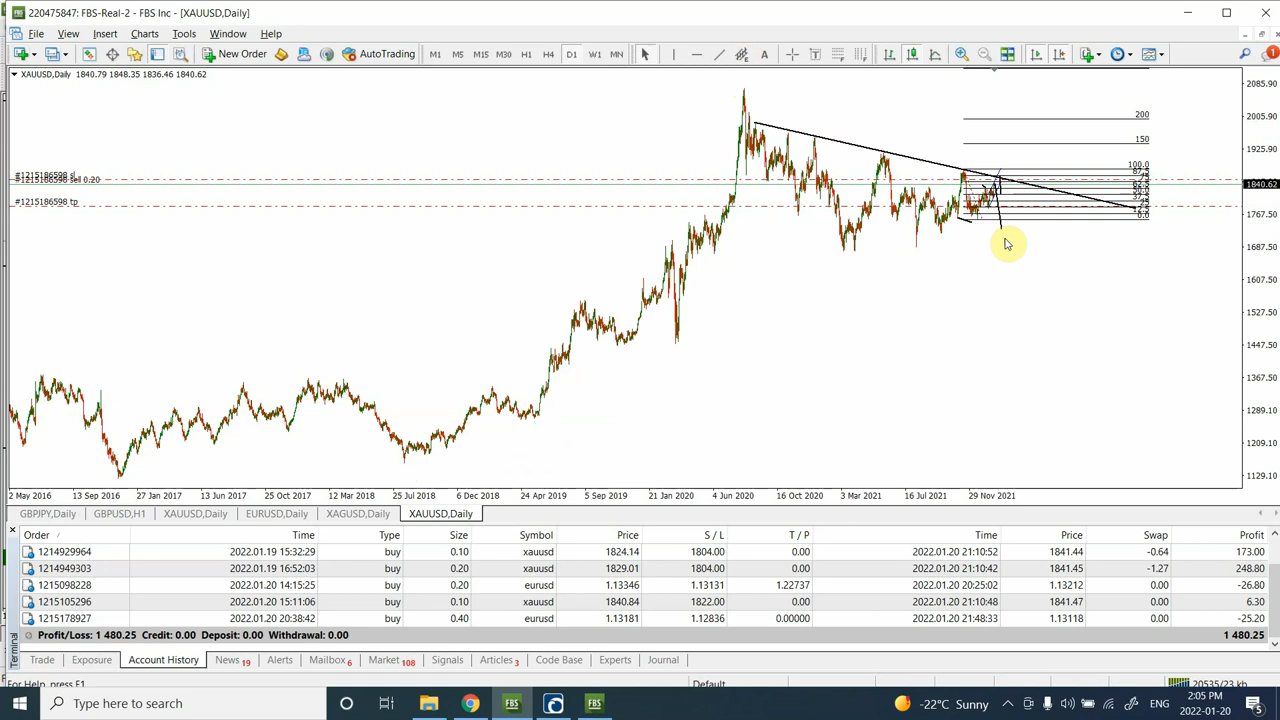 220475847: FBS-Real-2 - FBS Inc - [XAUUSD,Daily]
File View Insert Charts Tools Window Help
New Order AutoTrading M1 M5 M15 M30 H1 H4 D1 W1 MN
XAUUSD,Daily 1840.79 1848.35 1836.46 1840.62
2085.90
200
2005.90
150
1925.90
100.0
#1215186598 sl
#1215186598 sell 0.20
1840.62
#1215186598 tp
0.0
1767.50
1687.50
1607.50
1527.50
1447.50
1367.50
1289.10
1209.10
1129.10
2 May 2016 13 Sep 2016 27 Jan 2017 13 Jun 2017 25 Oct 2017 12 Mar 2018 25 Jul 2018 6 Dec 2018 24 Apr 2019 5 Sep 2019 21 Jan 2020 4 Jun 2020 16 Oct 2020 3 Mar 2021 16 Jul 2021 29 Nov 2021
GBPJPY,Daily GBPUSD,H1 XAUUSD,Daily EURUSD,Daily XAGUSD,Daily XAUUSD,Daily
Order / Time Type Size Symbol Price S / L T / P Time Price Swap Profit
1214929964 2022.01.19 15:32:29 buy 0.10 xauusd 1824.14 1804.00 0.00 2022.01.20 21:10:52 1841.44 -0.64 173.00
1214949303 2022.01.19 16:52:03 buy 0.20 xauusd 1829.01 1804.00 0.00 2022.01.20 21:10:42 1841.45 -1.27 248.80
1215098228 2022.01.20 14:15:25 buy 0.20 eurusd 1.13346 1.13131 1.22737 2022.01.20 20:25:02 1.13212 0.00 -26.80
1215105296 2022.01.20 15:11:06 buy 0.10 xauusd 1840.84 1822.00 0.00 2022.01.20 21:10:48 1841.47 0.00 6.30
1215178927 2022.01.20 20:38:42 buy 0.40 eurusd 1.13181 1.12836 0.00000 2022.01.20 21:48:33 1.13118 0.00 -25.20
Profit/Loss: 1 480.25 Credit: 0.00 Deposit: 0.00 Withdrawal: 0.00 1 480.25
Terminal
Trade Exposure Account History News 19 Alerts Mailbox 6 Market 108 Signals Articles 3 Code Base Experts Journal
For Help, press F1 Default 20535/23 kb
Type here to search FBS FBS -22°C Sunny ENG 2:05 PM
2022-01-20 5